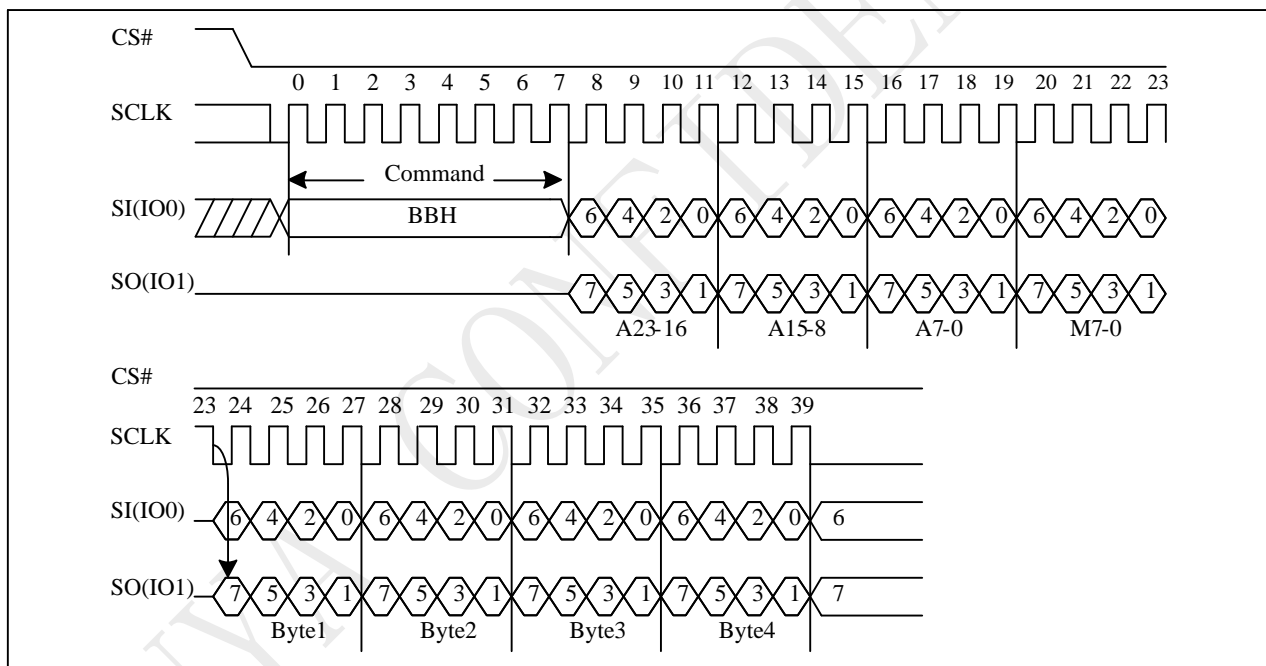 CS#
0 1 2 3 4 5 6 7 8 9 10 11 12 13 14 15 16 17 18 19 20 21 22 23
SCLK
Command
SI(IO0) BBH 6 4 2 0 6 4 2 0 6 4 2 0 6 4 2 0
SO(IO1) 7 5 3 1 7 5 3 1 7 5 3 1 7 5 3 1
A23-16 A15-8 A7-0 M7-0
CS#
23 24 25 26 27 28 29 30 31 32 33 34 35 36 37 38 39
SCLK
SI(IO0) 6 4 2 0 6 4 2 0 6 4 2 0 6 4 2 0 6
SO(IO1) 7 5 3 1 7 5 3 1 7 5 3 1 7 5 3 1 7
Byte1 Byte2 Byte3 Byte4